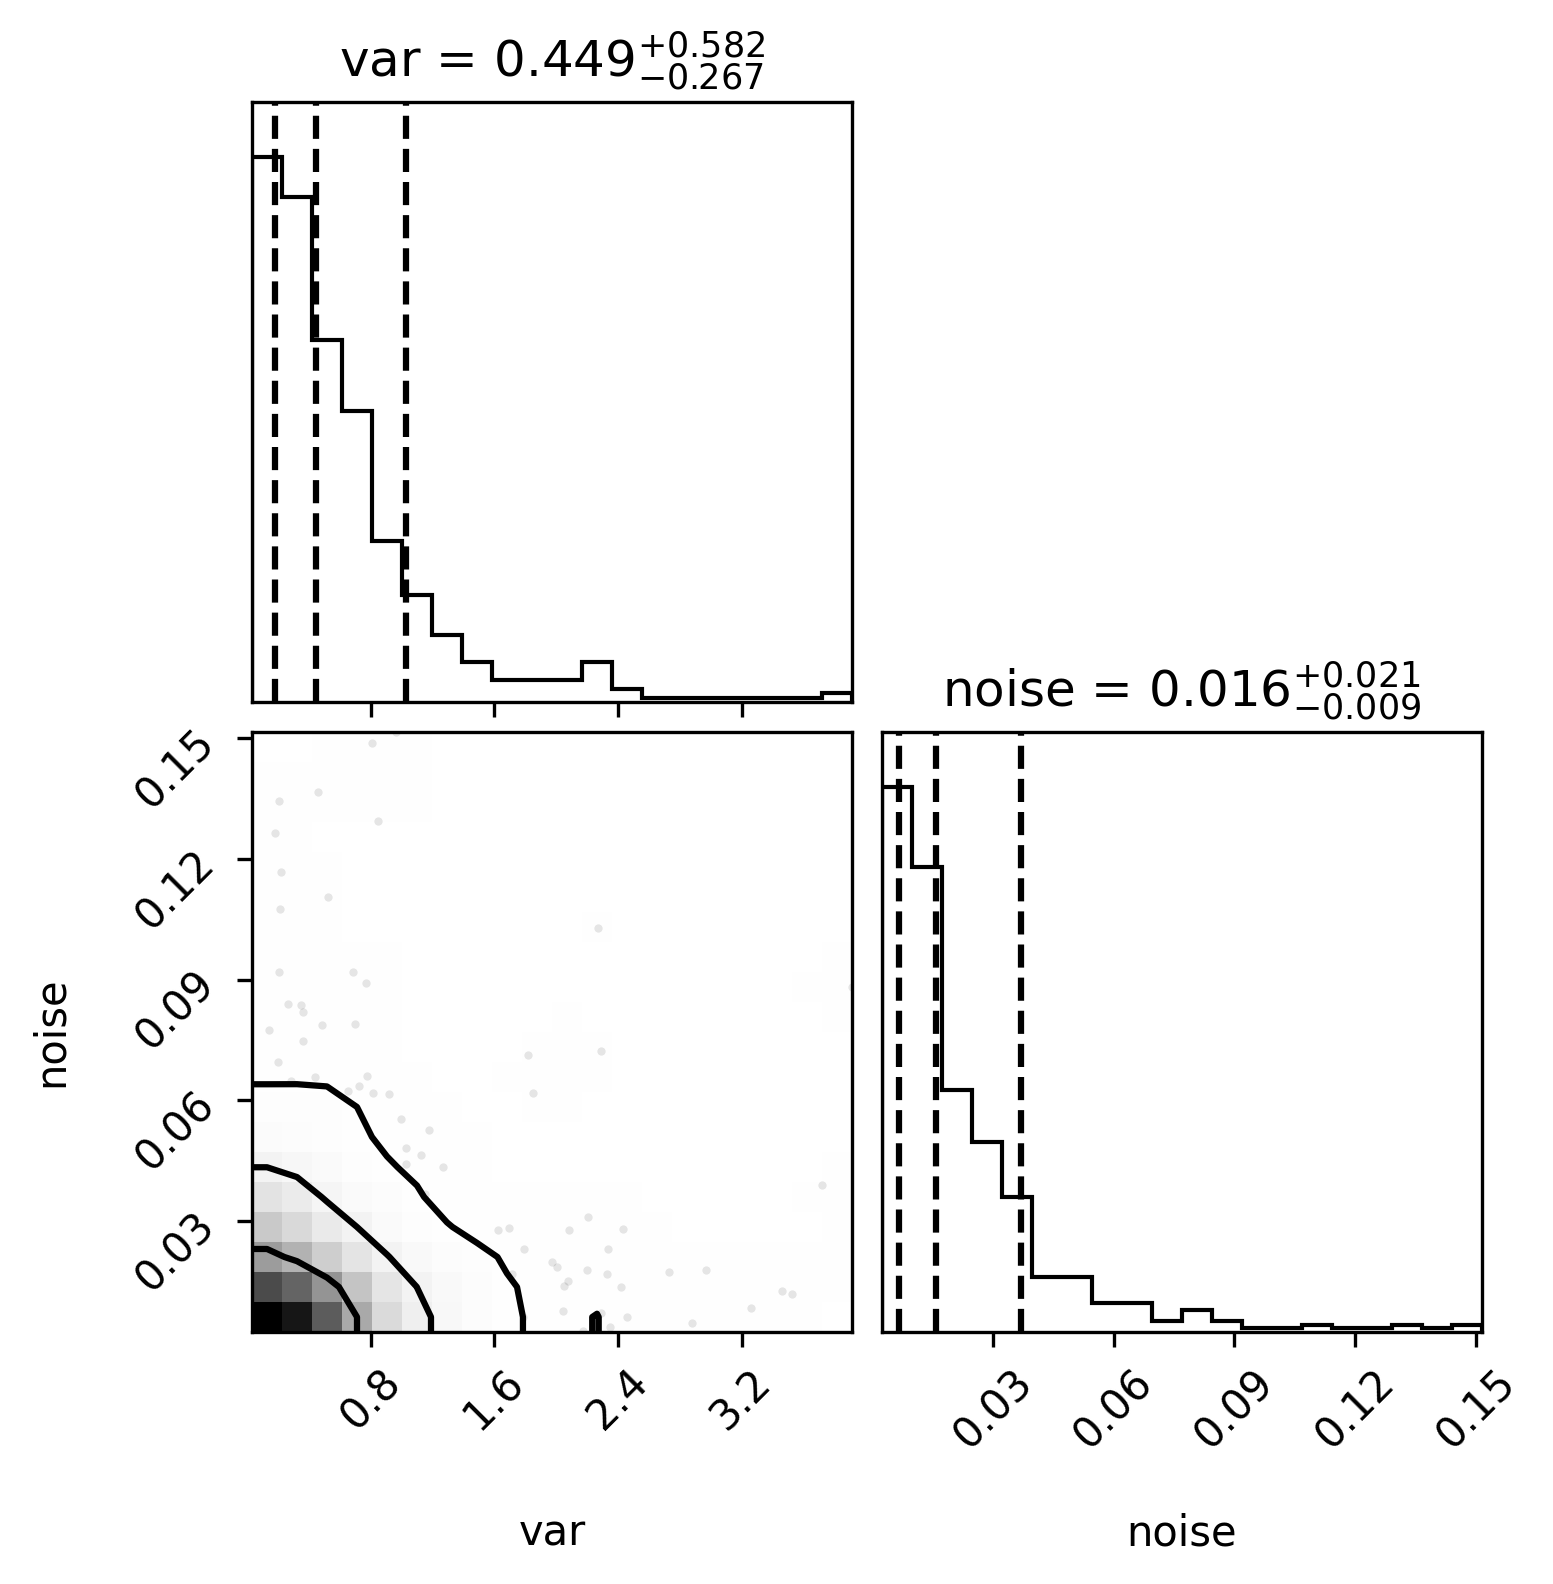 var = 0.449+0.582 −0.267
noise = 0.016+0.021 −0.009
0.15
0.12
0.09
0.06
0.03
noise
0.8 1.6 2.4 3.2
0.03 0.06 0.09 0.12 0.15
var
noise